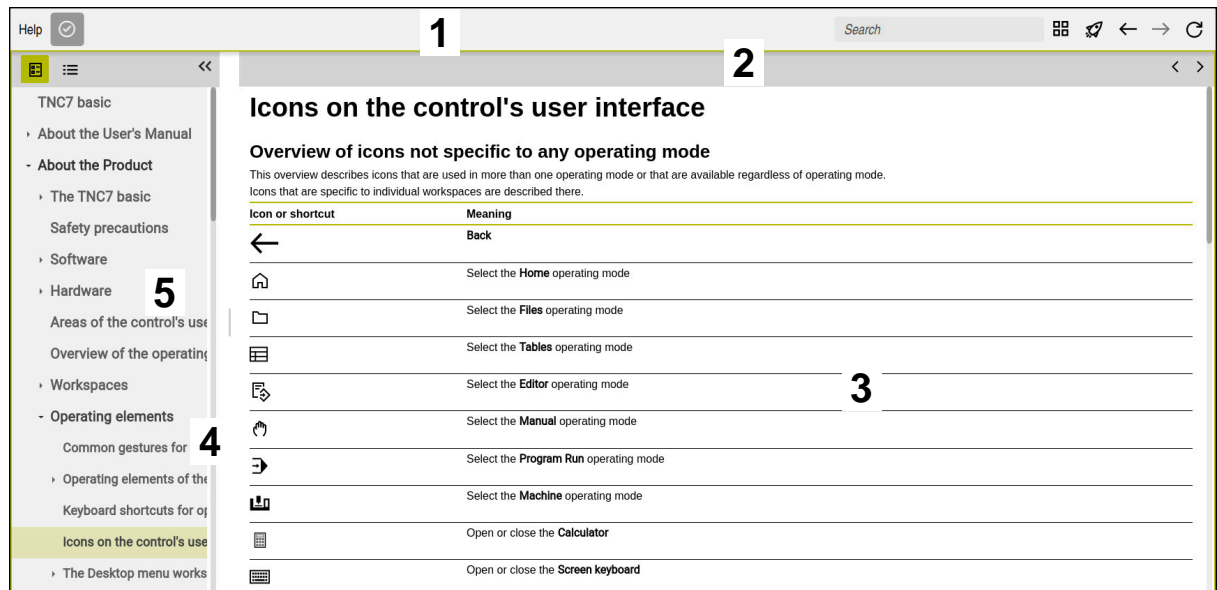 Help
1
Search
2
TNC7 basic
About the User's Manual
About the Product
The TNC7 basic
Safety precautions
Software
Hardware
5
Areas of the control's use
Overview of the operating
Workspaces
Operating elements
Common gestures for
4
Operating elements of the
Keyboard shortcuts for op
Icons on the control's use
The Desktop menu works
Icons on the control's user interface
Overview of icons not specific to any operating mode
This overview describes icons that are used in more than one operating mode or that are available regardless of operating mode.
Icons that are specific to individual workspaces are described there.
Icon or shortcut Meaning
Back
Select the Home operating mode
Select the Files operating mode
Select the Tables operating mode
Select the Editor operating mode
3
Select the Manual operating mode
Select the Program Run operating mode
Select the Machine operating mode
Open or close the Calculator
Open or close the Screen keyboard